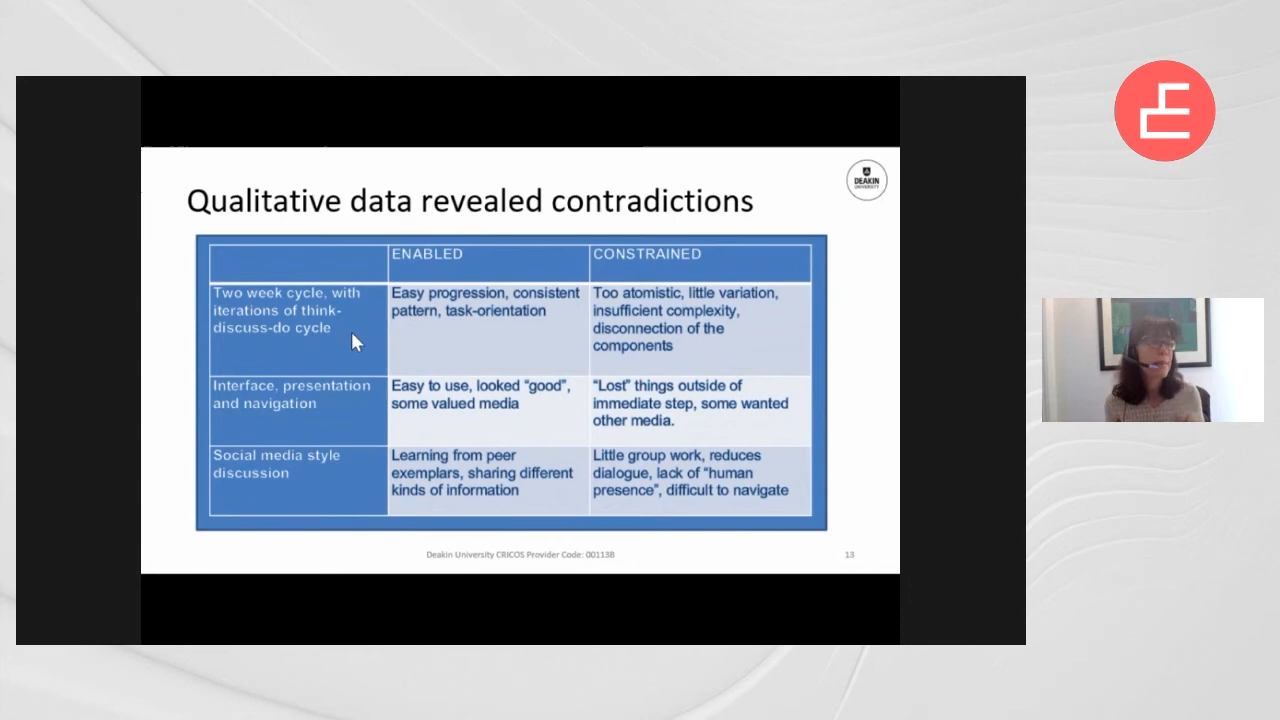 DEAKIN
UNIVERSITY
Qualitative data revealed contradictions
ENABLED
CONSTRAINED
Two week cycle, with
iterations of think-
discuss-do cycle
Easy progression, consistent
pattern, task-orientation
Too atomistic, little variation,
insufficient complexity,
disconnection of the
components
Interface, presentation
and navigation
Easy to use, looked “good”,
some valued media
“Lost” things outside of
immediate step, some wanted
other media.
Social media style
discussion
Learning from peer
exemplars, sharing different
kinds of information
Little group work, reduces
dialogue, lack of “human
presence”, difficult to navigate
Deakin University CRICOS Provider Code: 00113B
13